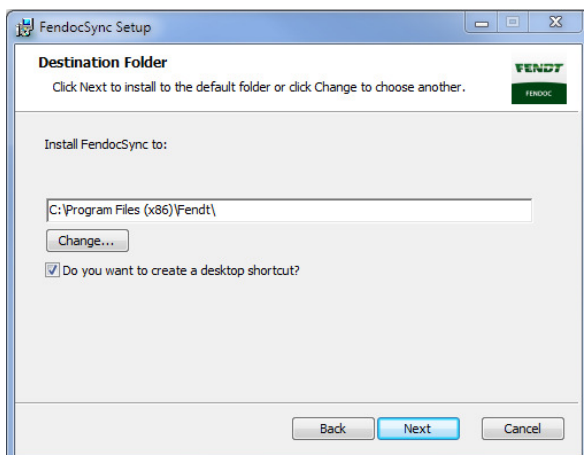 FendocSync Setup
Destination Folder
Click Next to install to the default folder or click Change to choose another.
FENDT
FENDOC
Install FendocSync to:
C:\Program Files (x86)\Fendt\
Change...
Do you want to create a desktop shortcut?
Back
Next
Cancel